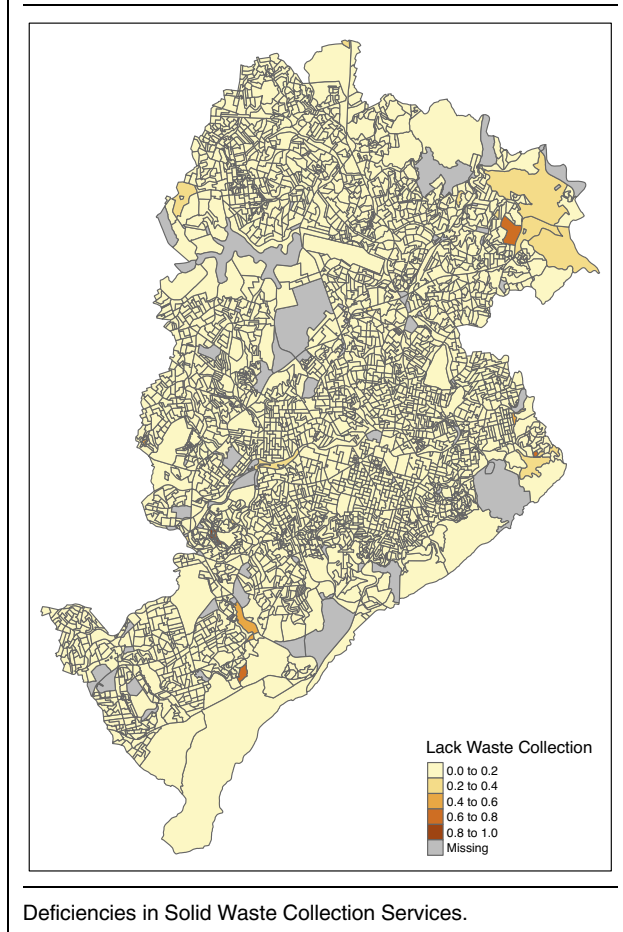 Lack Waste Collection
0.0 to 0.2
0.2 to 0.4
0.4 to 0.6
0.6 to 0.8
0.8 to 1.0
Missing
Deficiencies in Solid Waste Collection Services.